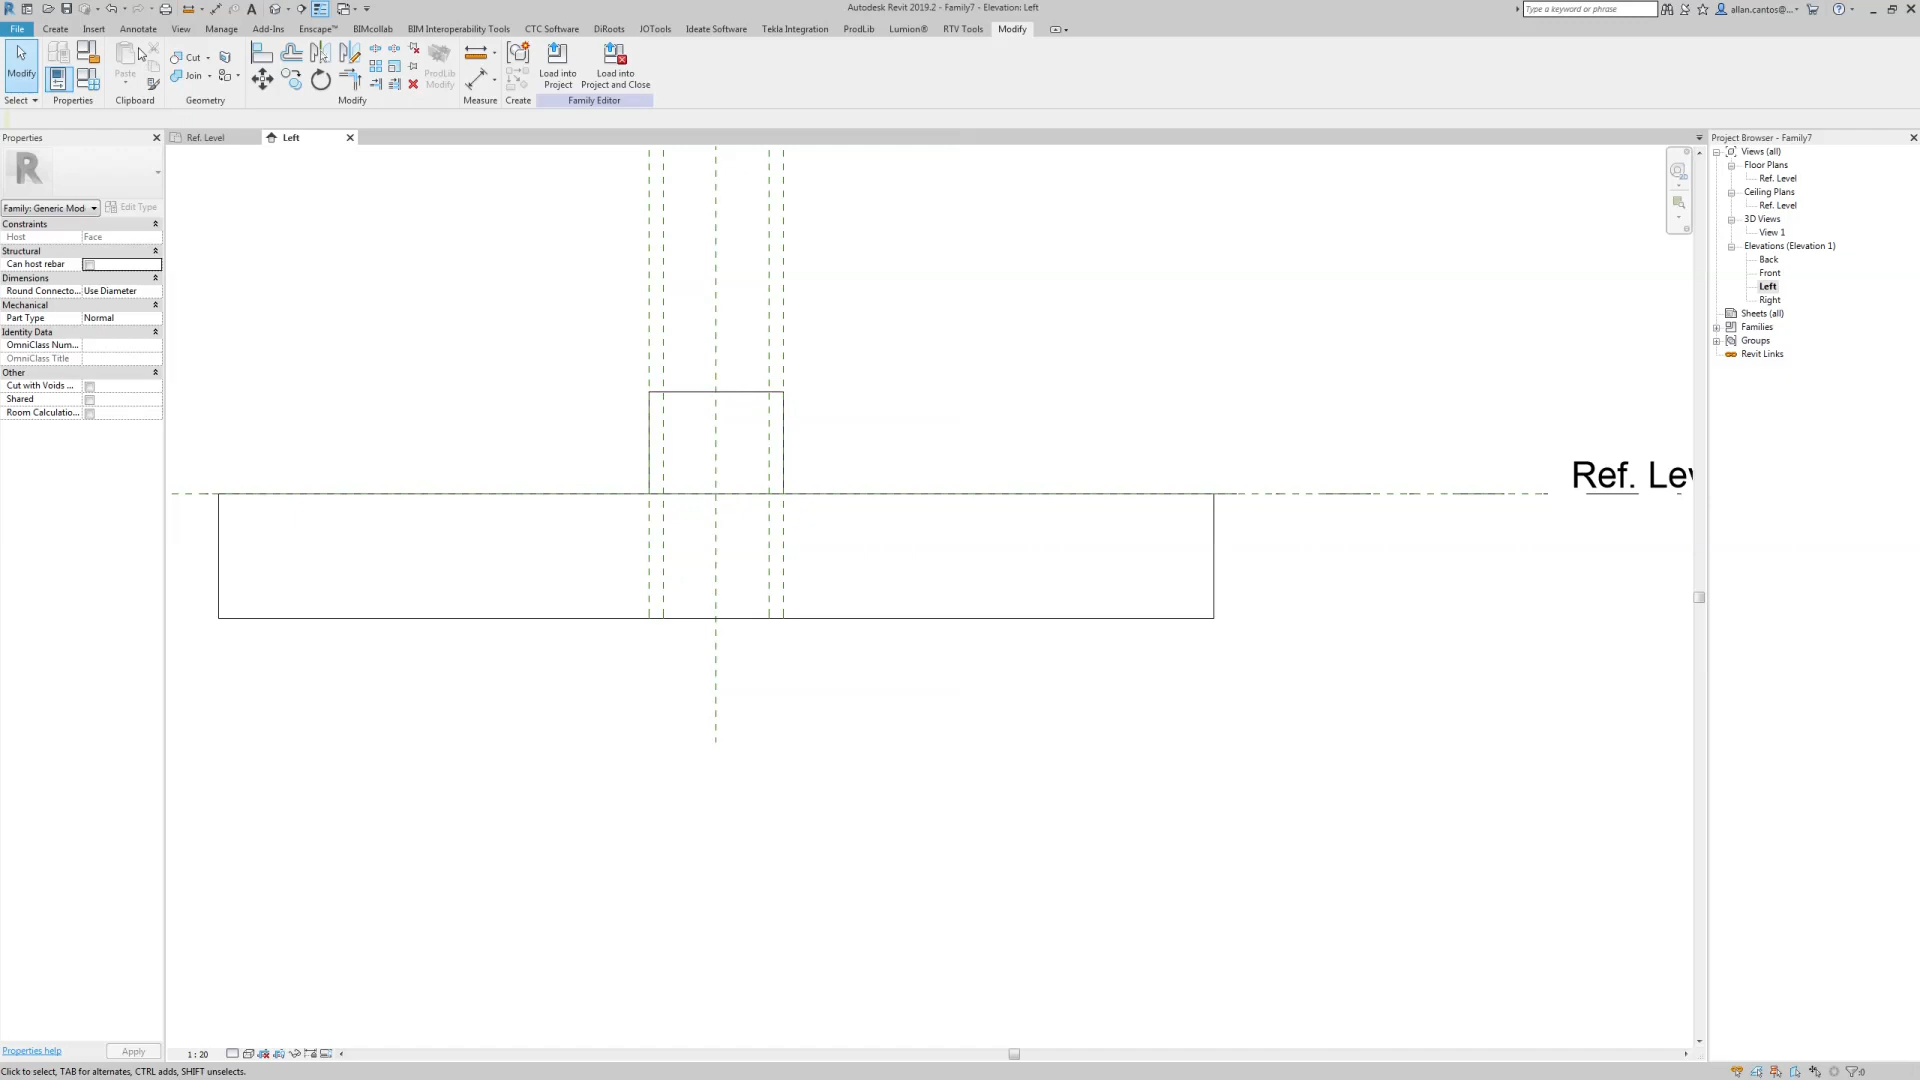 Autodesk Revit 2019.2 - Family7 - Elevation: Left
Type a keyword or phrase
allan.cantos@...
File Create Insert Annotate View Manage Add-Ins Enscape™ BIMcollab BIM Interoperability Tools CTC Software DiRoots JOTools Ideate Software Tekla Integration ProdLib Lumion® RTV Tools Modify
Modify
Paste
Cut
Join
ProdLib
Modify
Load into
Project
Load into
Project and Close
Select Properties Clipboard Geometry Modify Measure Create Family Editor
Properties
Ref. Level
Left
Project Browser - Family7
R
Family: Generic Mod
Edit Type
Constraints
Host Face
Structural
Can host rebar
Dimensions
Round Connecto... Use Diameter
Mechanical
Part Type Normal
Identity Data
OmniClass Num...
OmniClass Title
Other
Cut with Voids ...
Shared
Room Calculatio...
Views (all)
Floor Plans
Ref. Level
Ceiling Plans
Ref. Level
3D Views
View 1
Elevations (Elevation 1)
Back
Front
Left
Right
Sheets (all)
Families
Groups
Revit Links
Ref. Lev
Properties help
Apply
1 : 20
Click to select, TAB for alternates, CTRL adds, SHIFT unselects.
:0